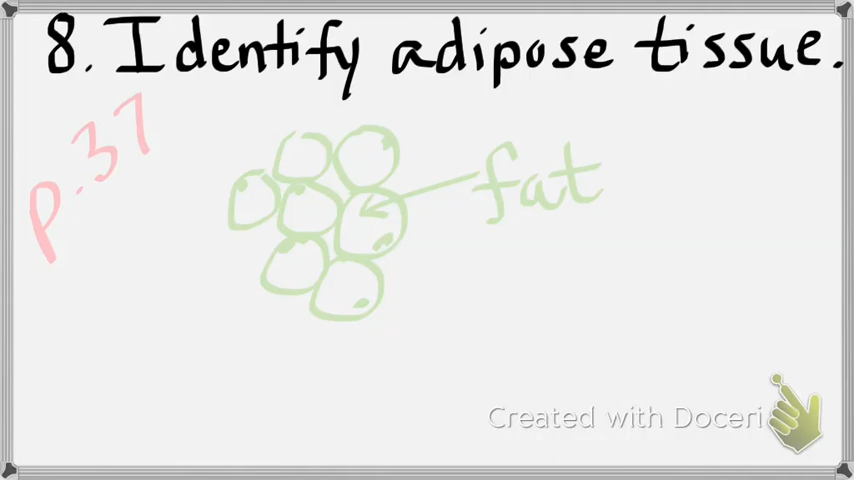 8. Identify adipose tissue.
p.37
fat
Created with Doceri